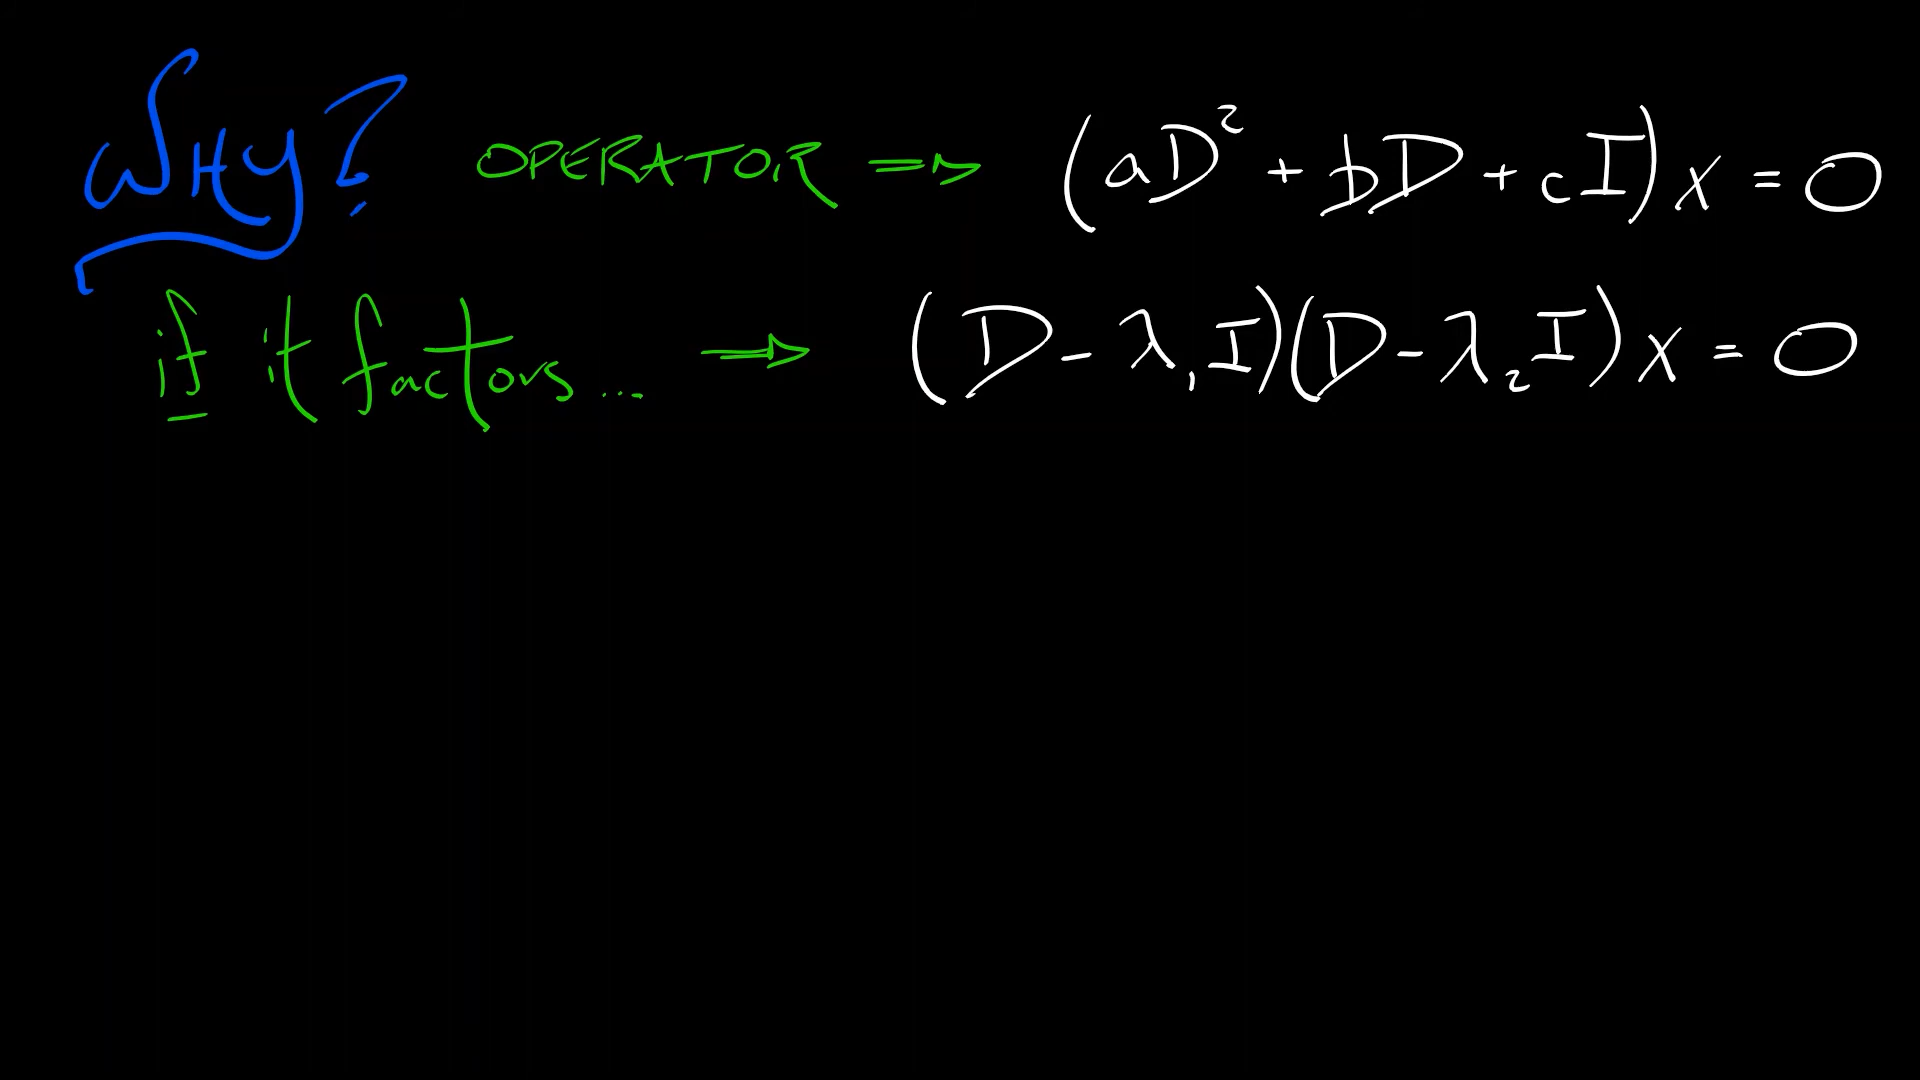 WHY? OPERATOR ⇒ (aD² + bD + cI)x = 0
if it factors... ⇒ (D - λ₁I)(D - λ₂I)x = 0